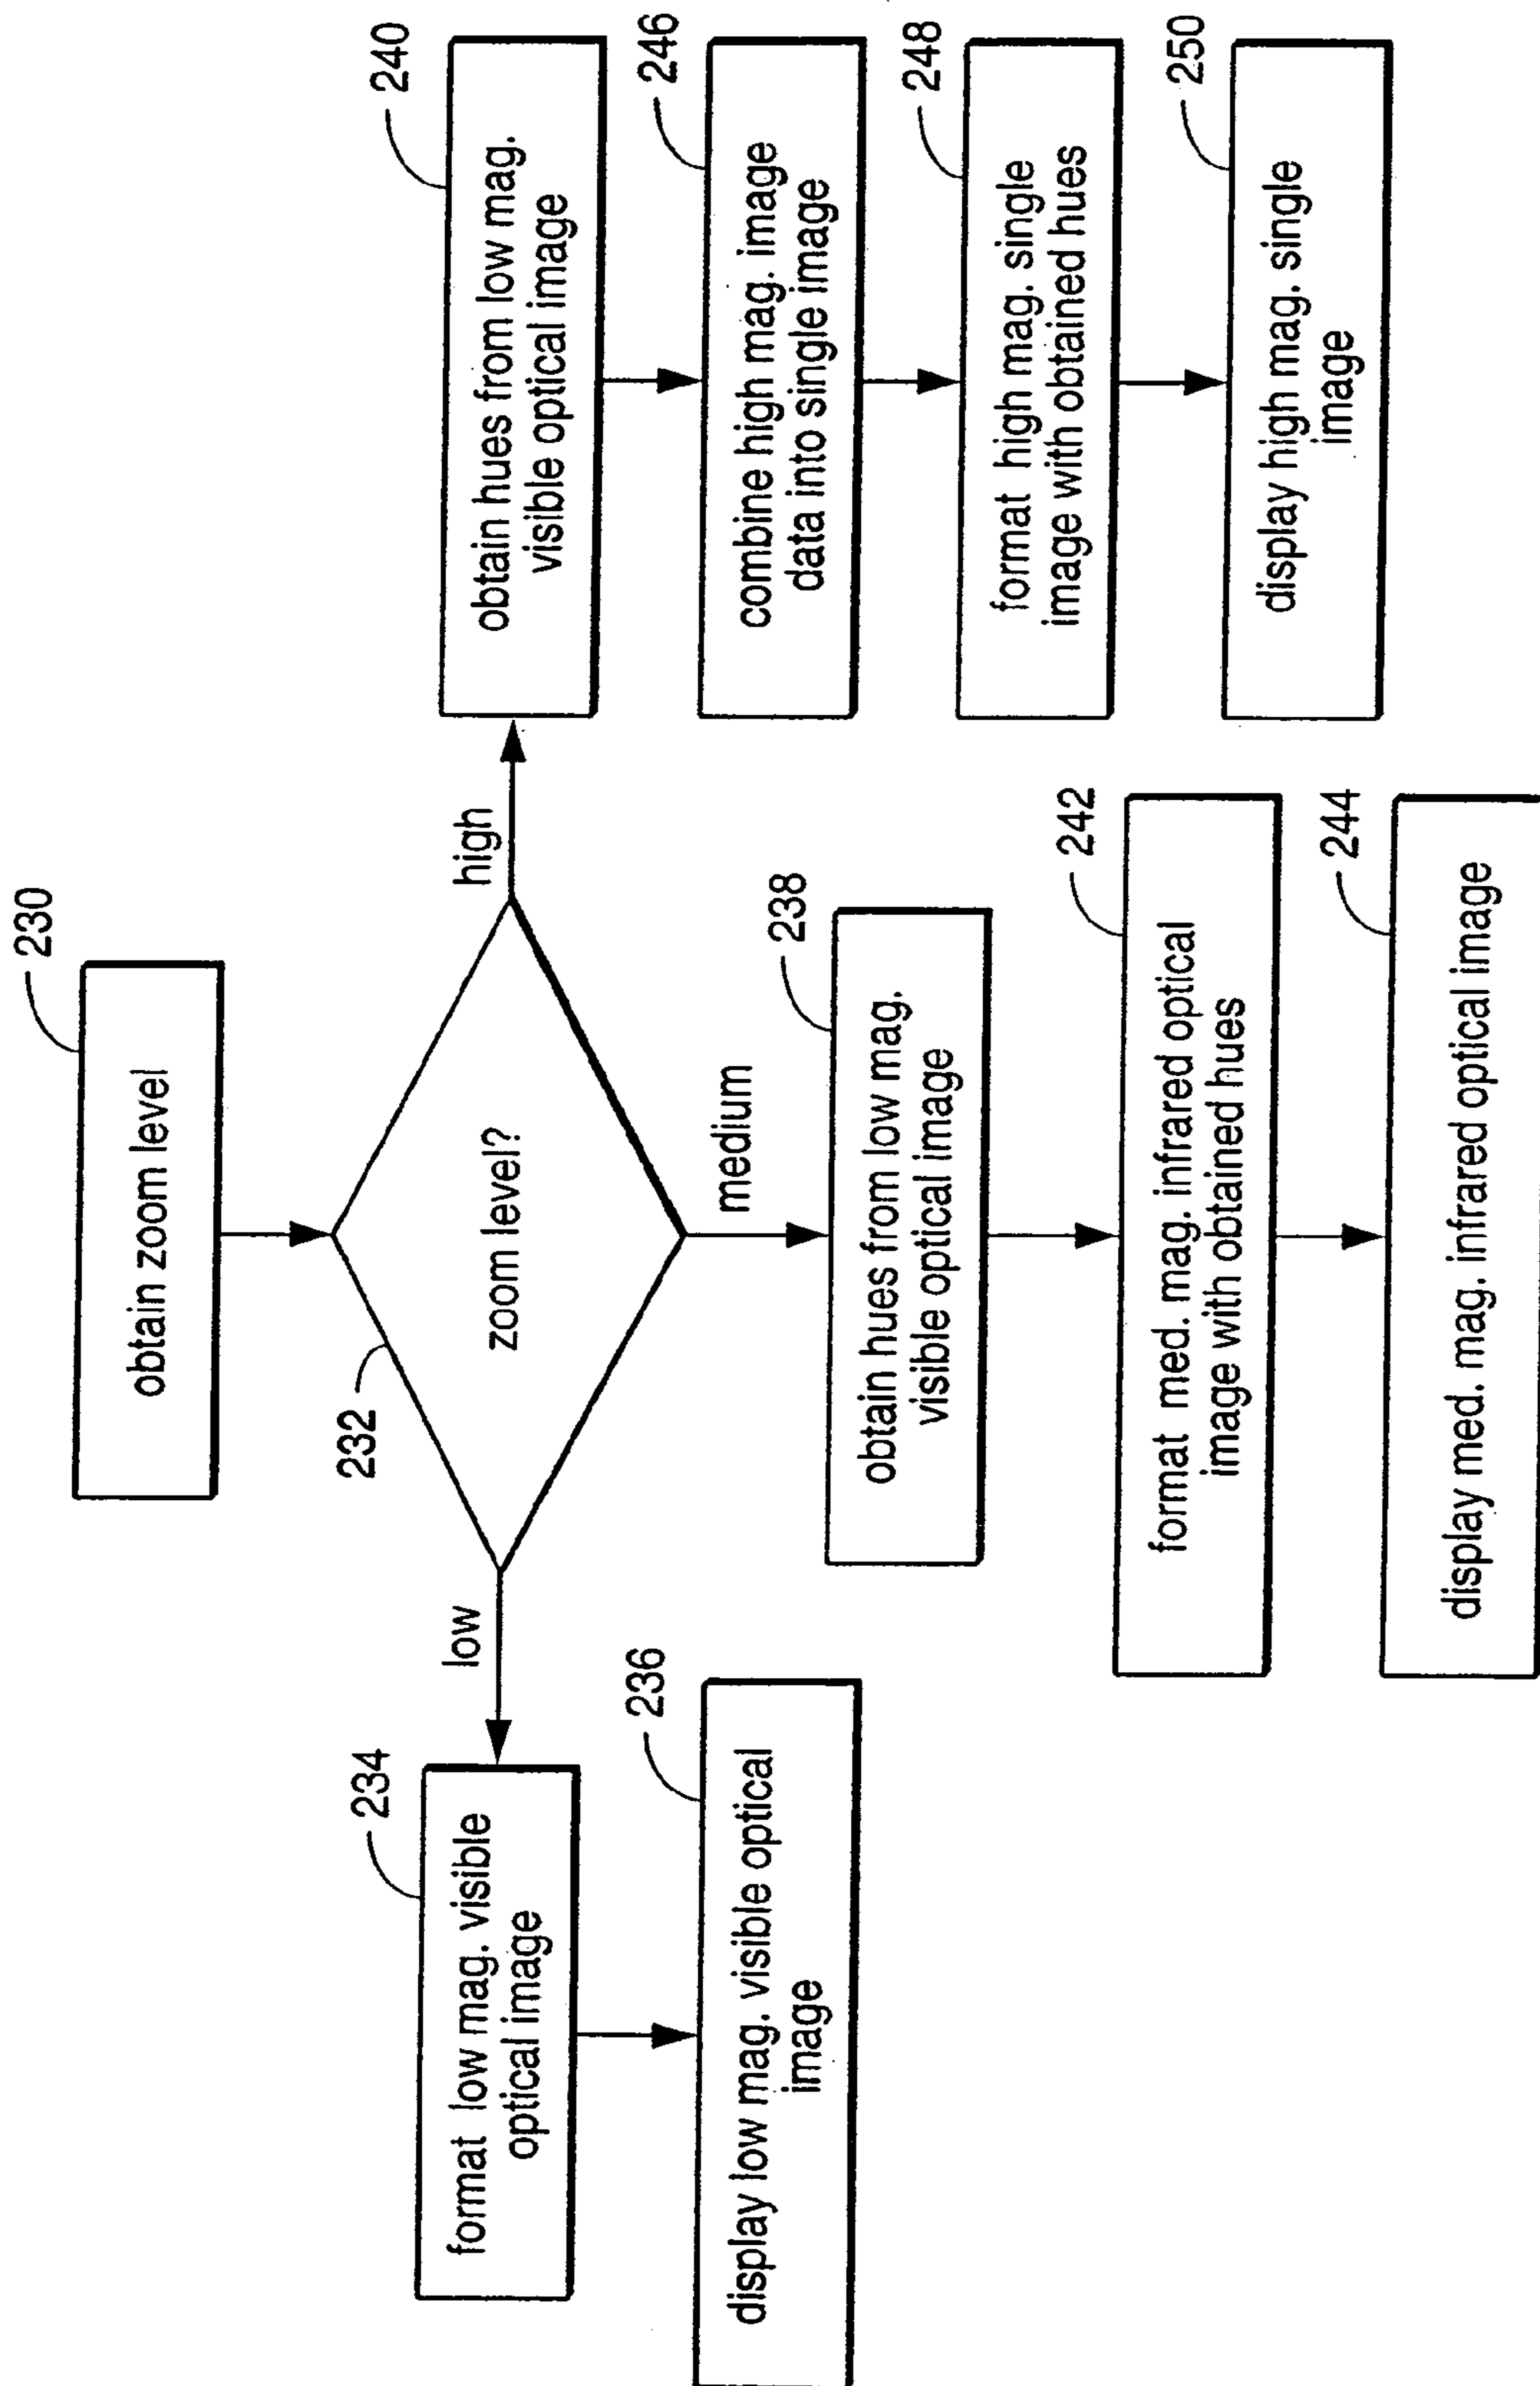 230
obtain zoom level
232
zoom level?
low
high
medium
234
format low mag. visible
optical image
236
display low mag. visible optical
image
238
obtain hues from low mag.
visible optical image
242
format med. mag. infrared optical
image with obtained hues
244
display med. mag. infrared optical image
240
obtain hues from low mag.
visible optical image
246
combine high mag. image
data into single image
248
format high mag. single
image with obtained hues
250
display high mag. single
image